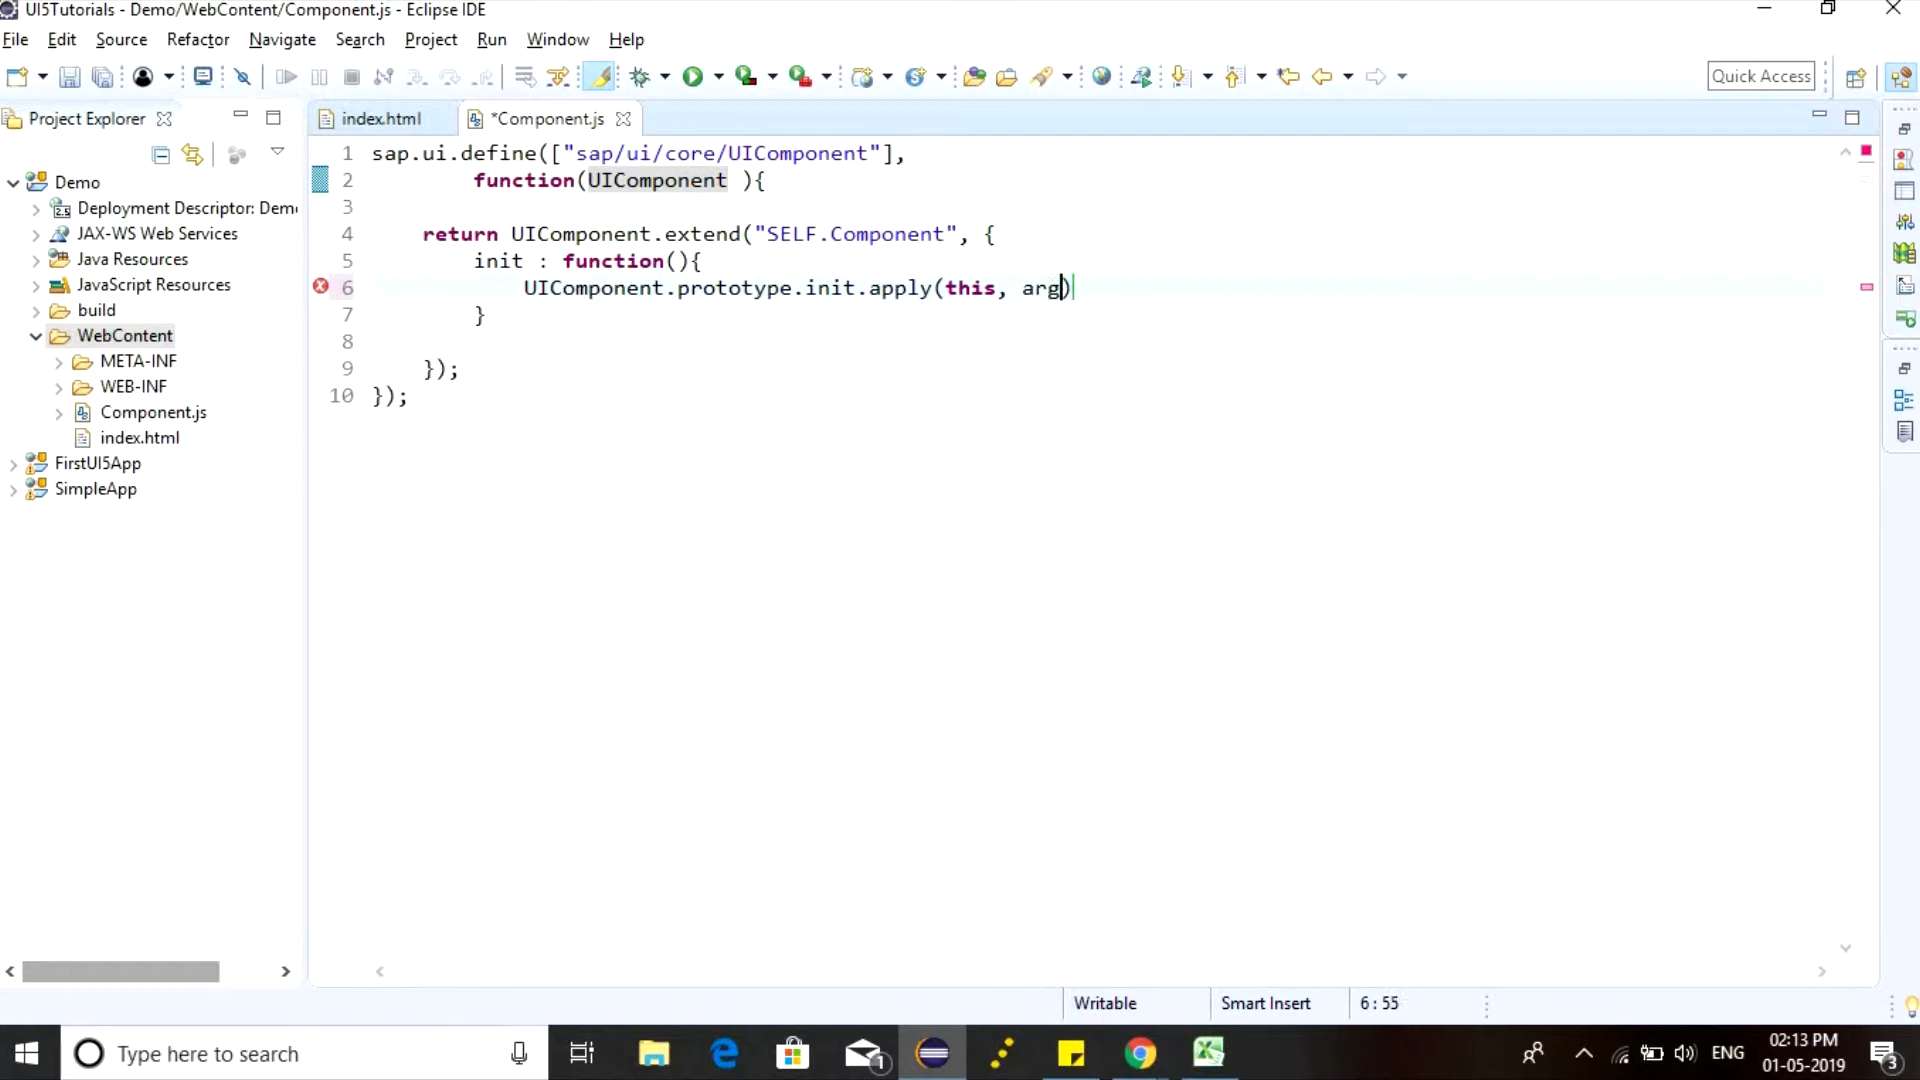 UI5Tutorials - Demo/WebContent/Component.js - Eclipse IDE
File Edit Source Refactor Navigate Search Project Run Window Help
Quick Access
Project Explorer
index.html
*Component.js
Demo
Deployment Descriptor: Dem
JAX-WS Web Services
Java Resources
JavaScript Resources
build
WebContent
META-INF
WEB-INF
Component.js
index.html
FirstUI5App
SimpleApp
1 sap.ui.define(["sap/ui/core/UIComponent"],
2 function(UIComponent ){
3
4 return UIComponent.extend("SELF.Component", {
5 init : function(){
6 UIComponent.prototype.init.apply(this, arg)
7 }
8
9 });
10 });
Writable Smart Insert 6 : 55
Type here to search
1
ENG
02:13 PM
01-05-2019
3